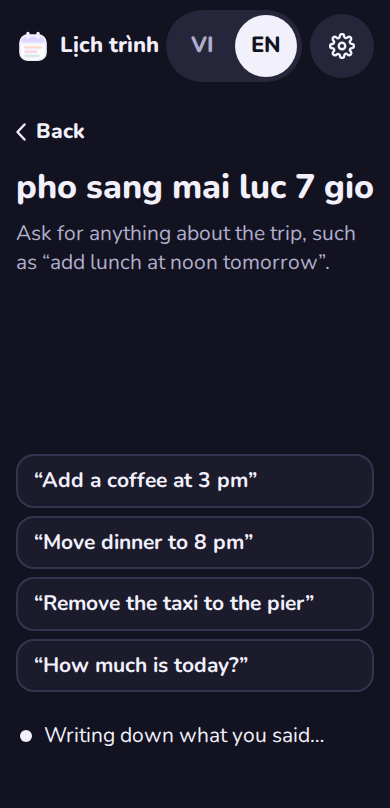 Lịch trình
VI
EN
Back
pho sang mai luc 7 gio
Ask for anything about the trip, such
as “add lunch at noon tomorrow”.
“Add a coffee at 3 pm”
“Move dinner to 8 pm”
“Remove the taxi to the pier”
“How much is today?”
Writing down what you said...